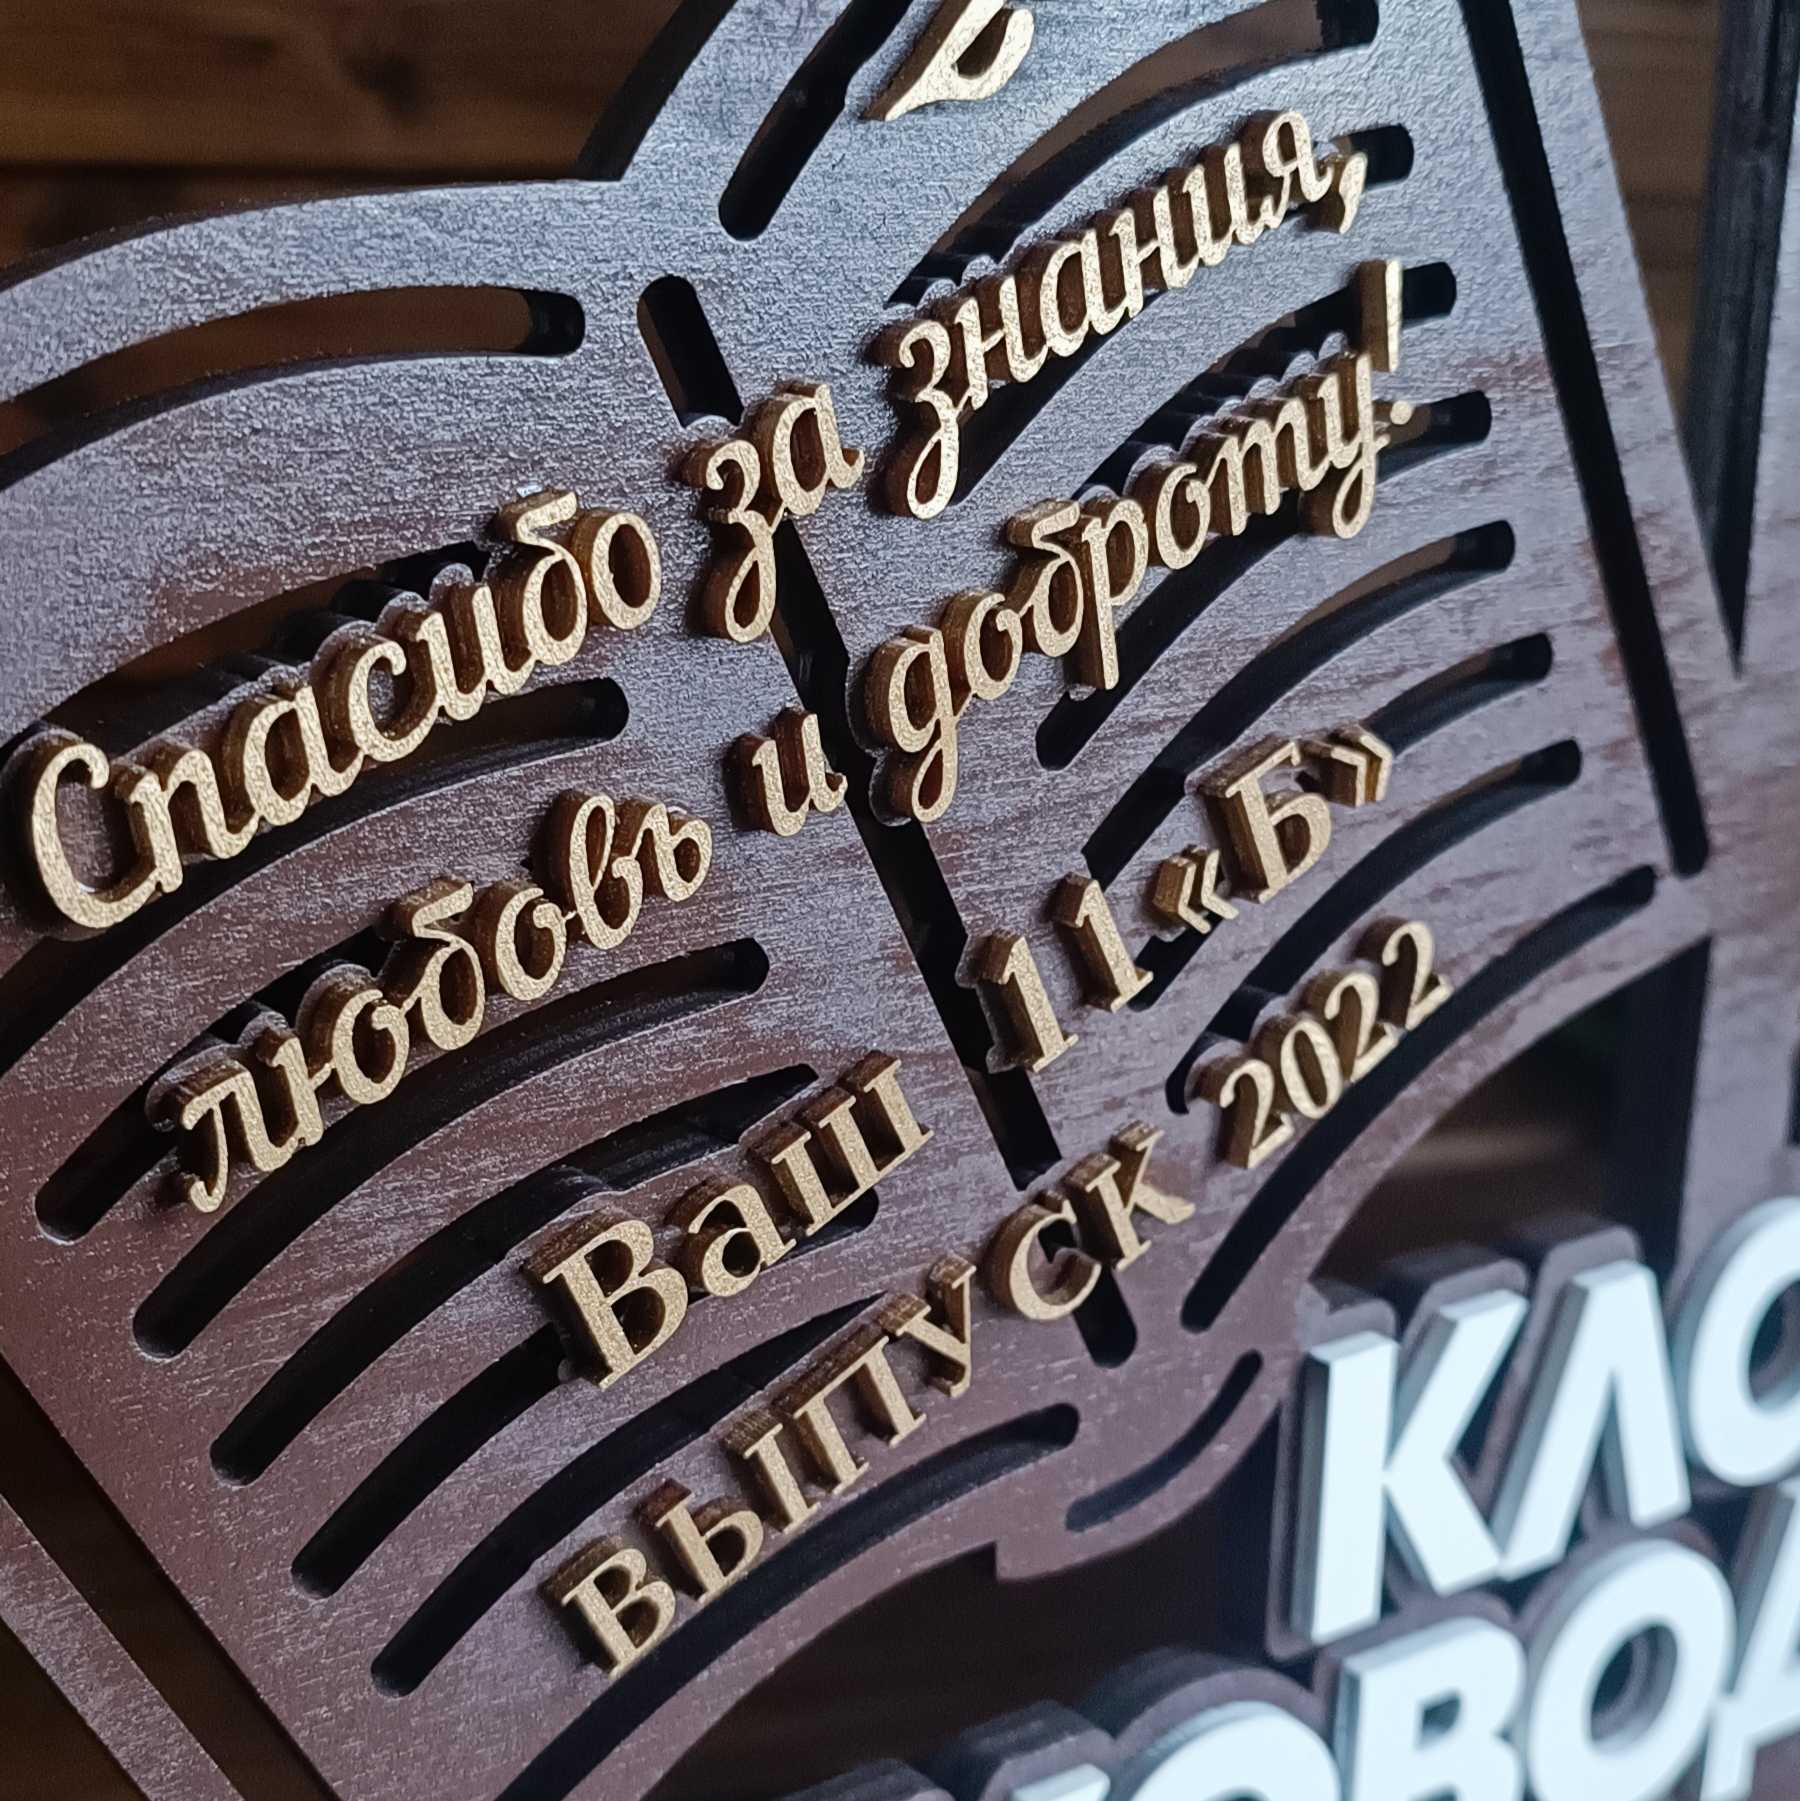 Спасибо за знания,
любовь и доброту!
Ваш 11 «Б»
выпуск 2022